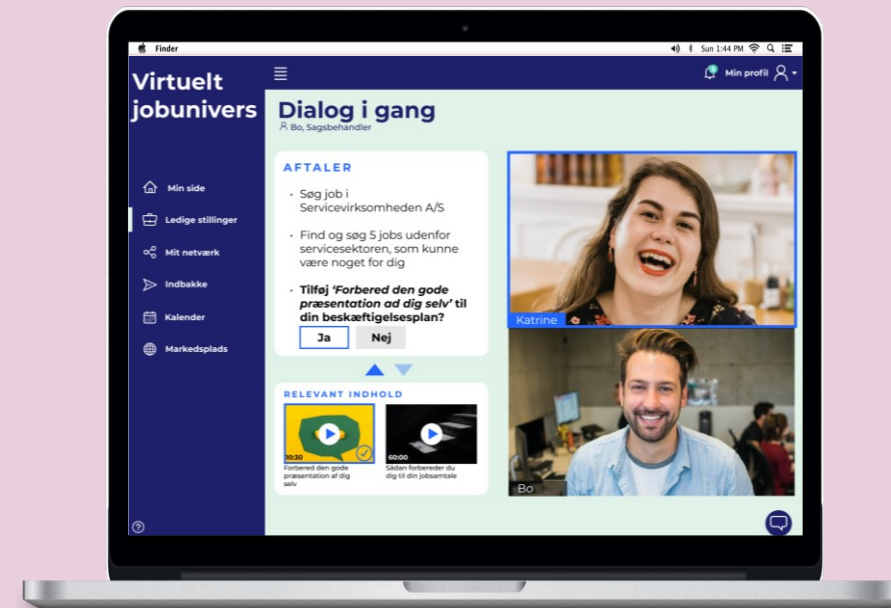 Finder
Sun 1:44 PM
Virtuelt
jobunivers
Min profil
Dialog i gang
Bo, Sagsbehandler
Min side
Ledige stillinger
Mit netværk
Indbakke
Kalender
Markedsplads
AFTALER
· Søg job i
Servicevirksomheden A/S
· Find og søg 5 jobs udenfor
servicesektoren, som kunne
være noget for dig
· Tilføj ‘Forbered den gode
præsentation ad dig selv’ til
din beskæftigelsesplan?
Ja
Nej
RELEVANT INDHOLD
10:30
Forbered den gode
præsentation af dig
selv
60:00
Sådan forbereder du
dig til din jobsamtale
Katrine
Bo